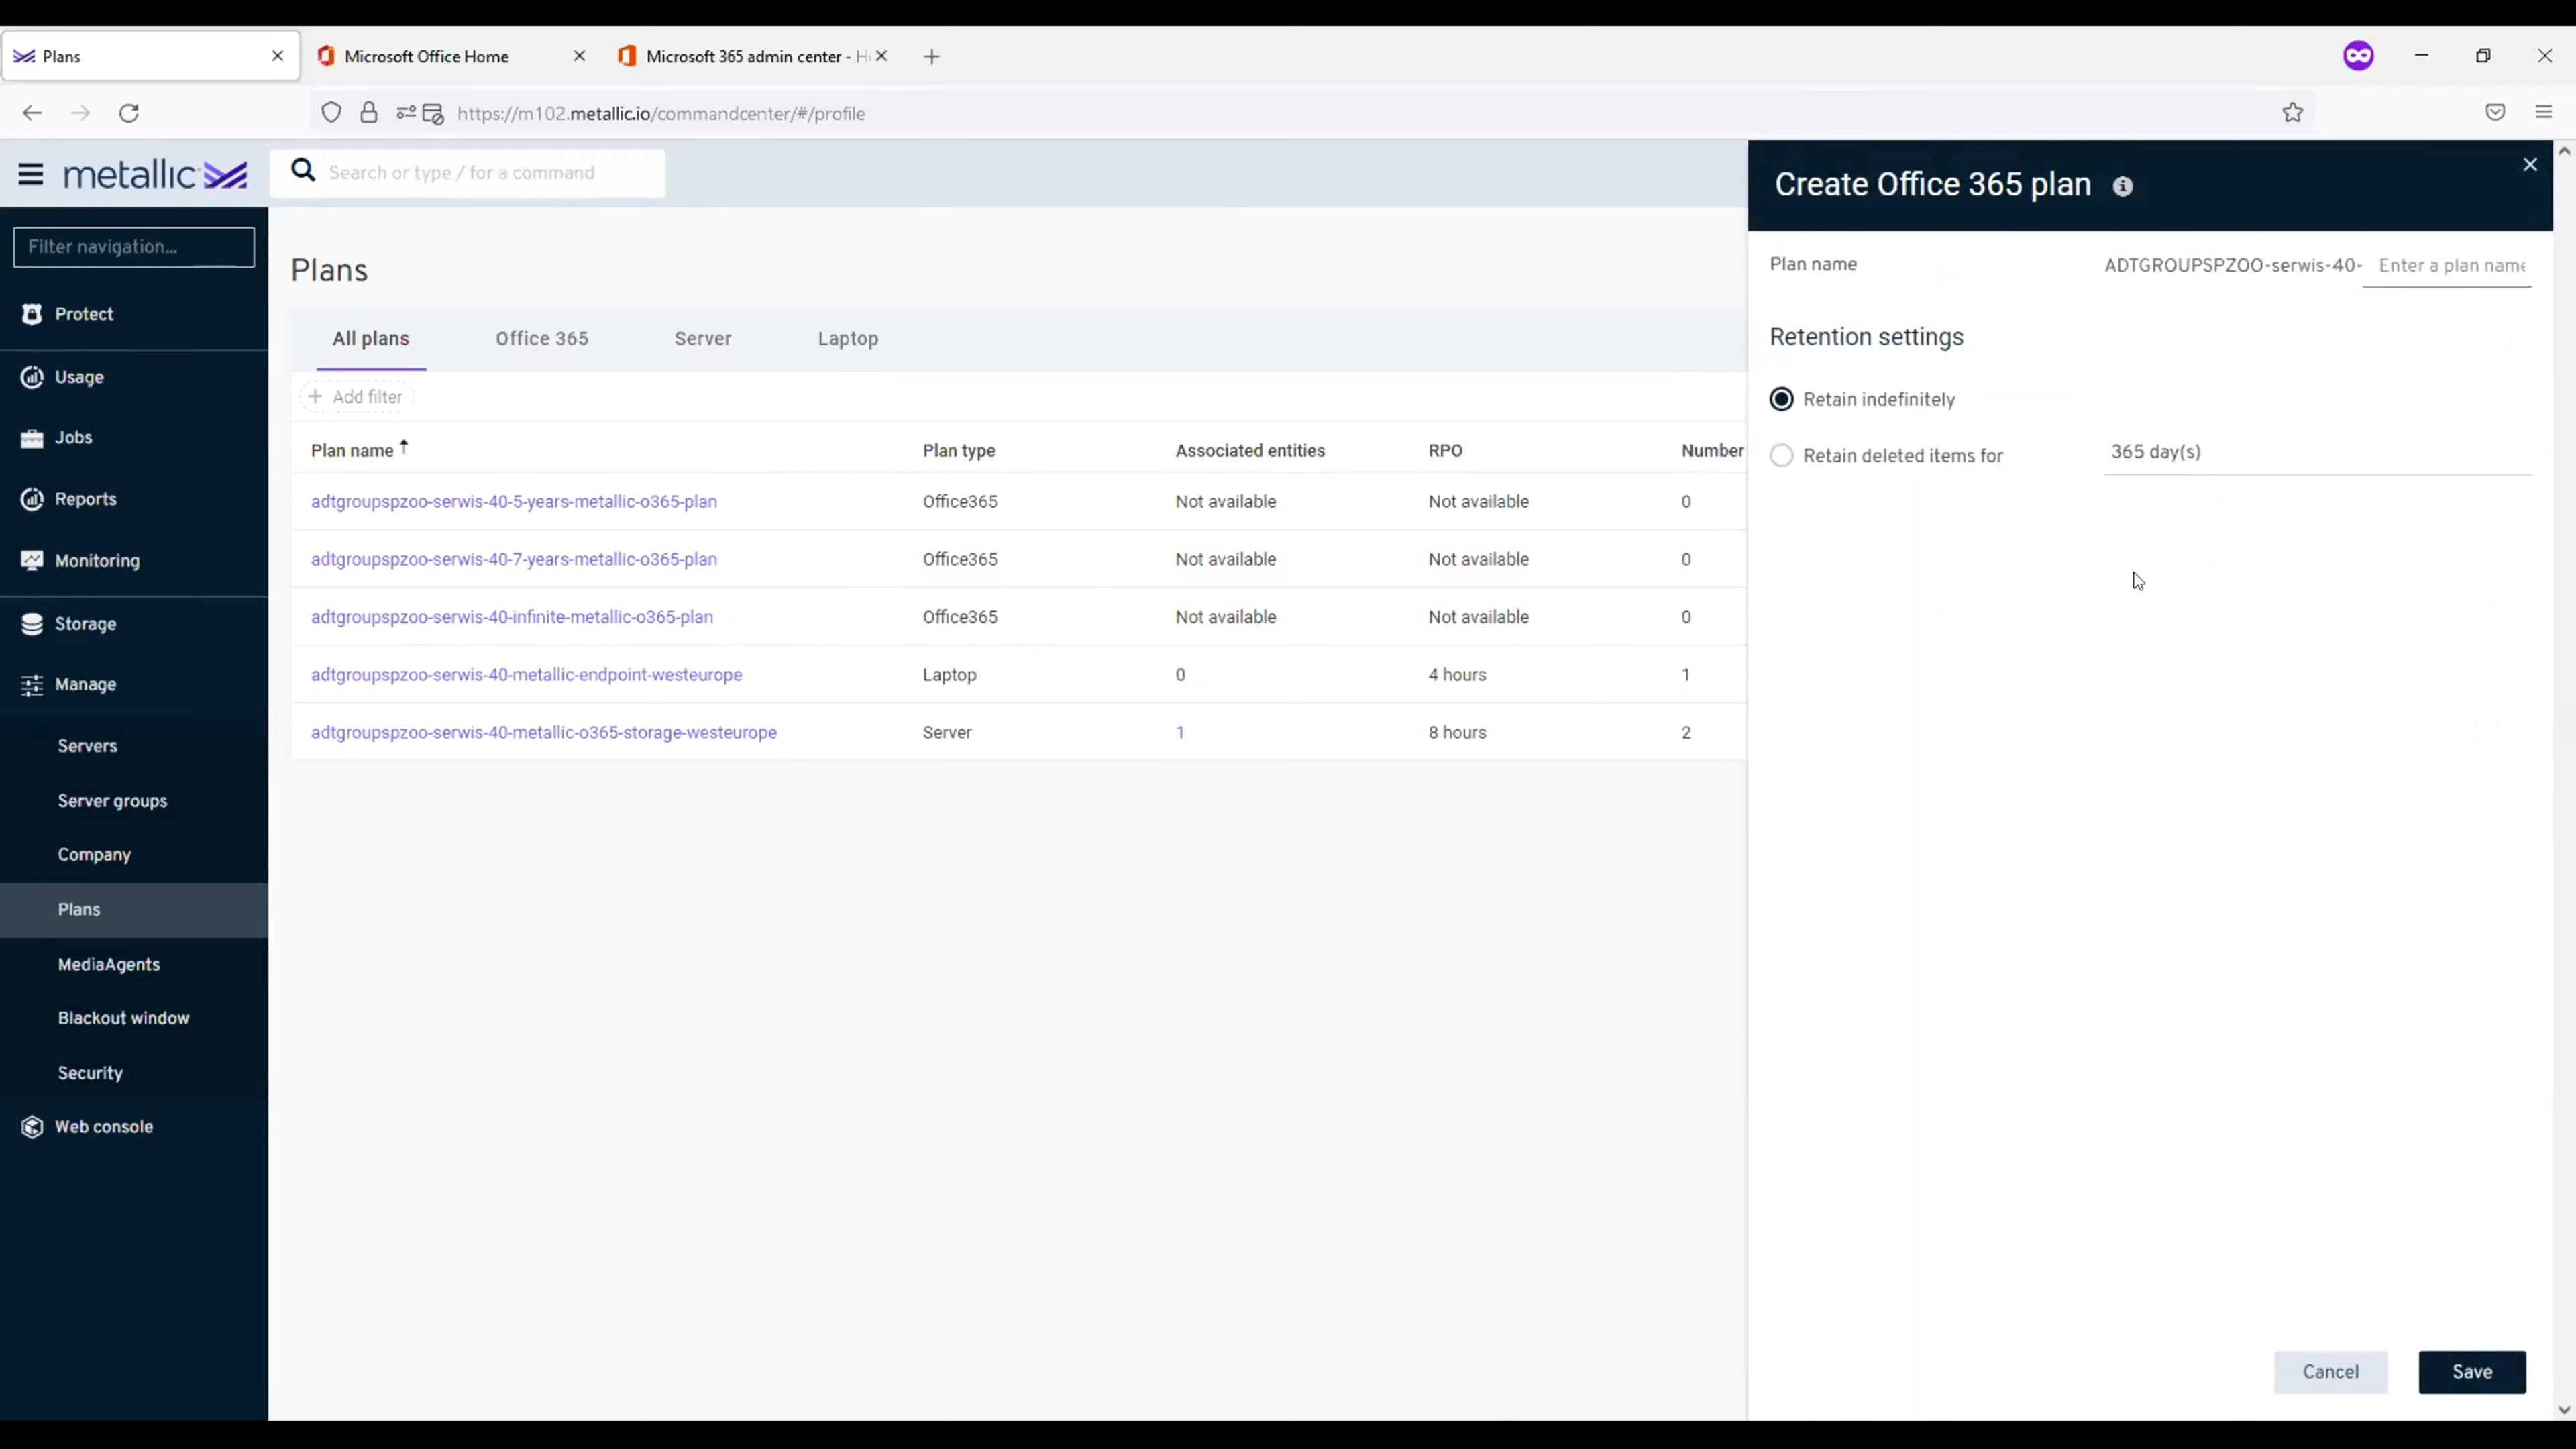 Plans
Microsoft Office Home
Microsoft 365 admin center - H
https://m102.metallic.io/commandcenter/#/profile
metallic
Search or type / for a command
Filter navigation...
Protect
Usage
Jobs
Reports
Monitoring
Storage
Manage
Servers
Server groups
Company
Plans
MediaAgents
Blackout window
Security
Web console
Plans
All plans Office 365 Server Laptop
+ Add filter
Plan name Plan type Associated entities RPO Number
adtgroupspzoo-serwis-40-5-years-metallic-o365-plan Office365 Not available Not available 0
adtgroupspzoo-serwis-40-7-years-metallic-o365-plan Office365 Not available Not available 0
adtgroupspzoo-serwis-40-infinite-metallic-o365-plan Office365 Not available Not available 0
adtgroupspzoo-serwis-40-metallic-endpoint-westeurope Laptop 0 4 hours 1
adtgroupspzoo-serwis-40-metallic-o365-storage-westeurope Server 1 8 hours 2
Create Office 365 plan
Plan name ADTGROUPSPZOO-serwis-40- Enter a plan name
Retention settings
Retain indefinitely
Retain deleted items for 365 day(s)
Cancel Save